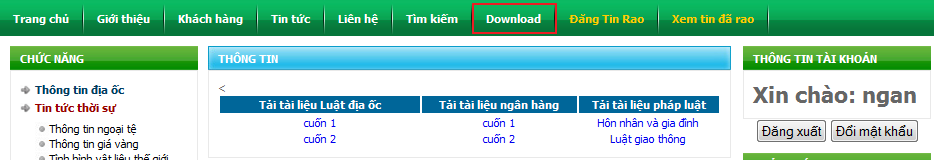 Trang chủ Giới thiệu Khách hàng Tin tức Liên hệ Tìm kiếm Download Đăng Tin Rao Xem tin đã rao
CHỨC NĂNG
Thông tin địa ốc
Tin tức thời sự
Thông tin ngoại tệ
Thông tin giá vàng
Tình hình vật liệu thế giới
THÔNG TIN
<
Tải tài liệu Luật địa ốc Tải tài liệu ngân hàng Tải tài liệu pháp luật
cuốn 1 cuốn 1 Hôn nhân và gia đình
cuốn 2 cuốn 2 Luật giao thông
THÔNG TIN TÀI KHOẢN
Xin chào: ngan
Đăng xuất Đổi mật khẩu